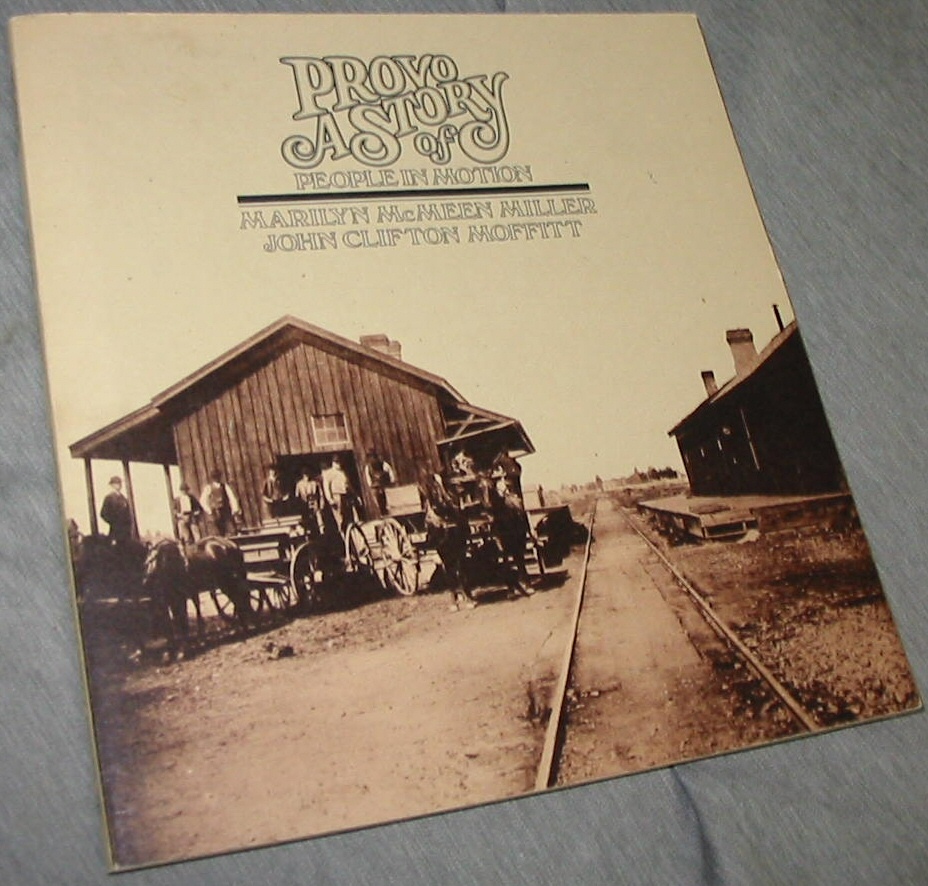 PROVO
A STORY
of
PEOPLE IN MOTION
MARILYN McMEEN MILLER
JOHN CLIFTON MOFFITT